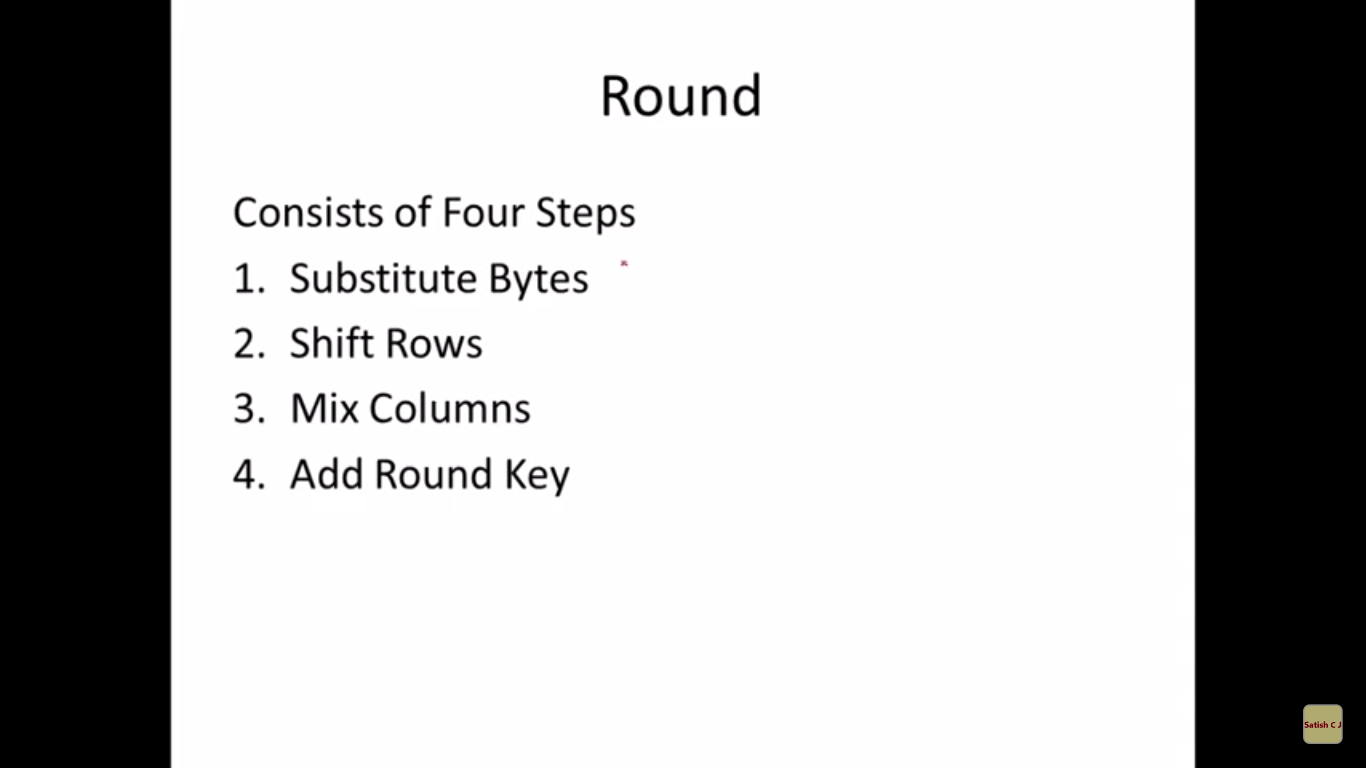 Round
Consists of Four Steps
1. Substitute Bytes
2. Shift Rows
3. Mix Columns
4. Add Round Key
Satish C J